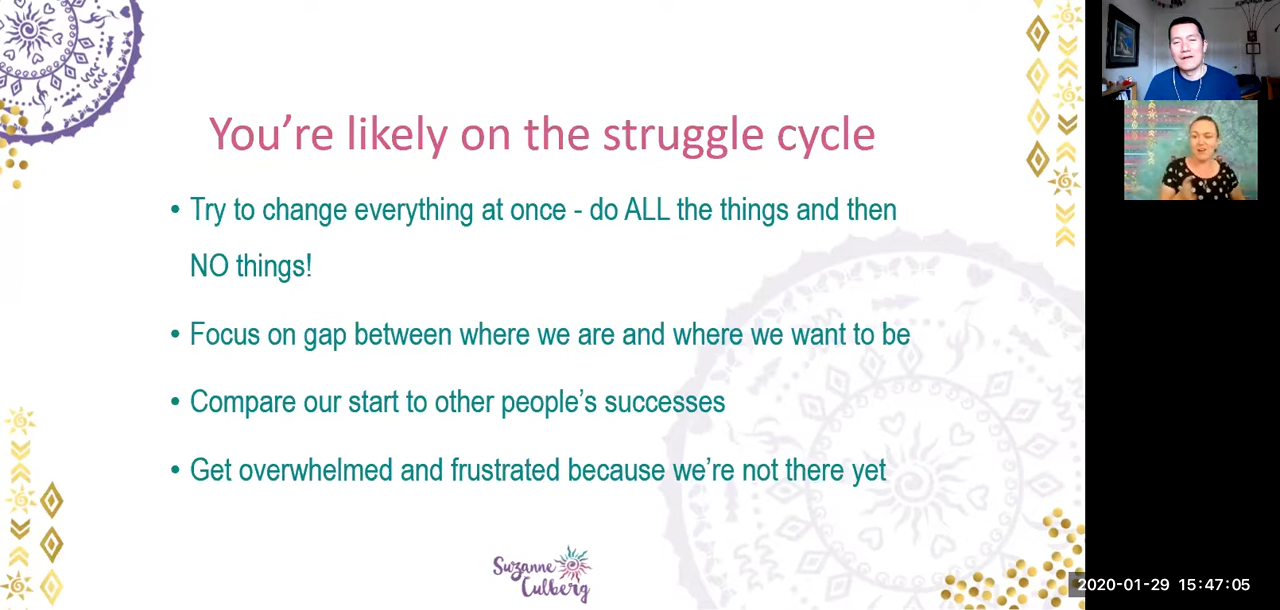 You're likely on the struggle cycle
• Try to change everything at once - do ALL the things and then
NO things!
• Focus on gap between where we are and where we want to be
• Compare our start to other people's successes
• Get overwhelmed and frustrated because we're not there yet
Suzanne
Culberg
2020-01-29 15:47:05